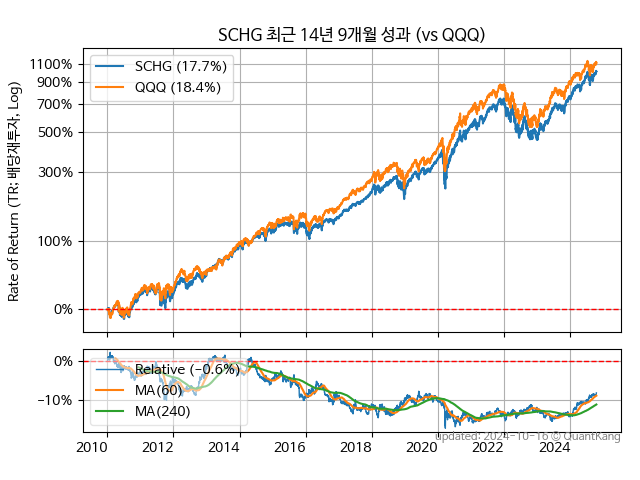 SCHG 최근 14년 9개월 성과 (vs QQQ)
Rate of Return (TR; 배당재투자, Log)
1100%
900%
700%
500%
300%
100%
0%
SCHG (17.7%)
QQQ (18.4%)
0%
−10%
Relative (−0.6%)
MA(60)
MA(240)
2010 2012 2014 2016 2018 2020 2022 2024
Updated: 2024-10-16 © QuantKang